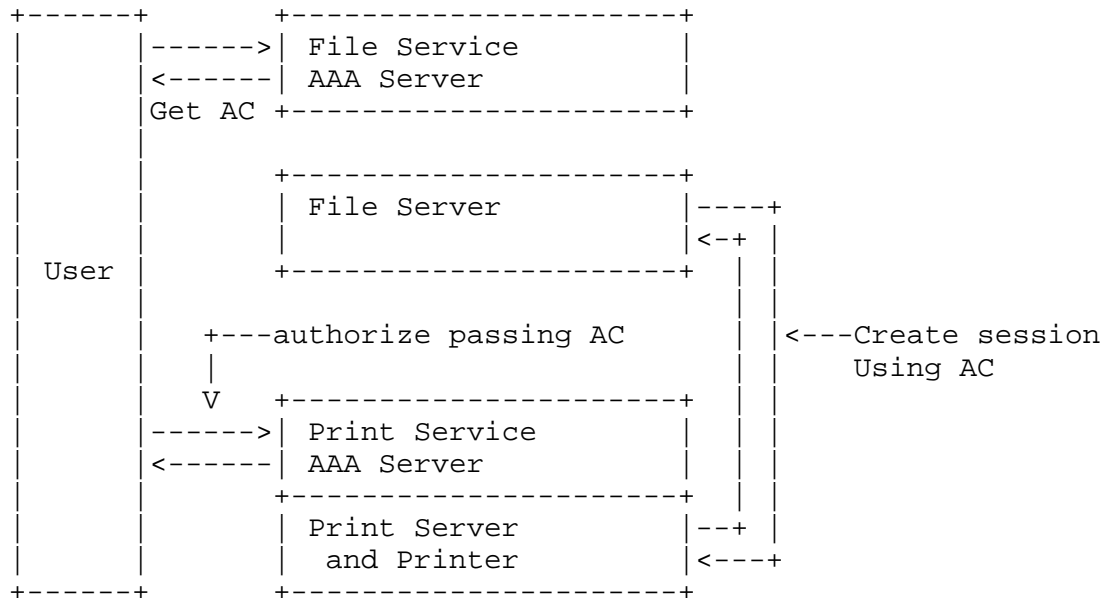 File Service
AAA Server
Get AC
File Server
User
authorize passing AC
Create session
Using AC
Print Service
AAA Server
Print Server
and Printer